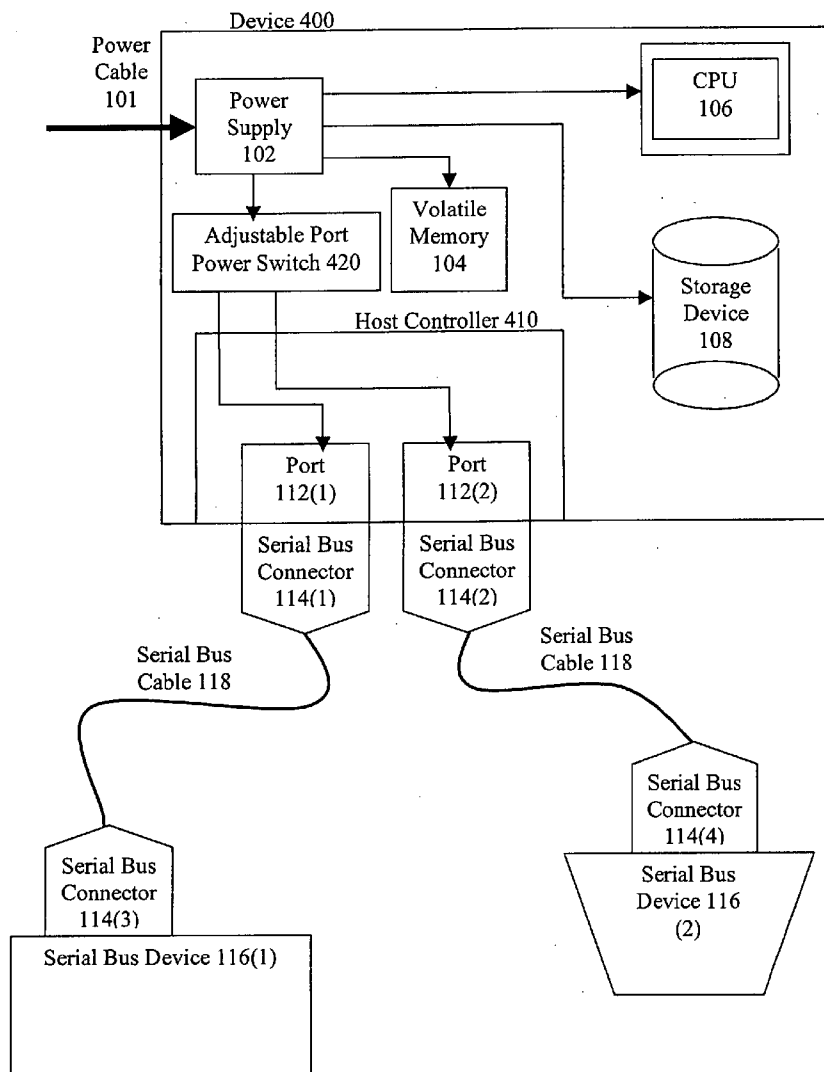 Device 400
Power
Cable
101
Power
Supply
102
CPU
106
Adjustable Port
Power Switch 420
Volatile
Memory
104
Storage
Device
108
Host Controller 410
Port
112(1)
Port
112(2)
Serial Bus
Connector
114(1)
Serial Bus
Connector
114(2)
Serial Bus
Cable 118
Serial Bus
Cable 118
Serial Bus
Connector
114(3)
Serial Bus Device 116(1)
Serial Bus
Connector
114(4)
Serial Bus
Device 116
(2)